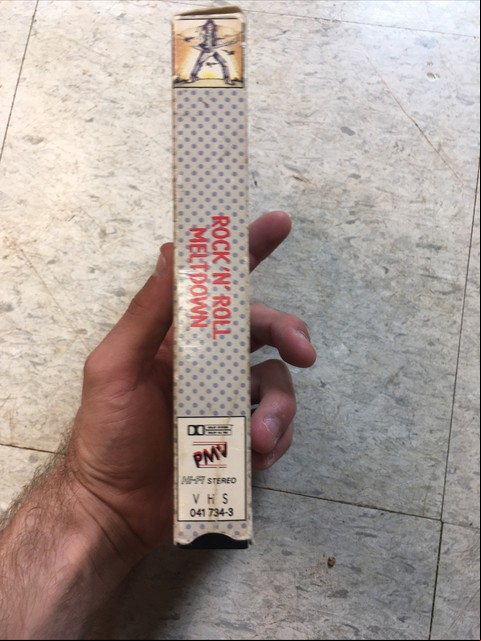 ROCK 'N' ROLL
MELTDOWN
PMV
HI-FI STEREO
VHS
041 734-3